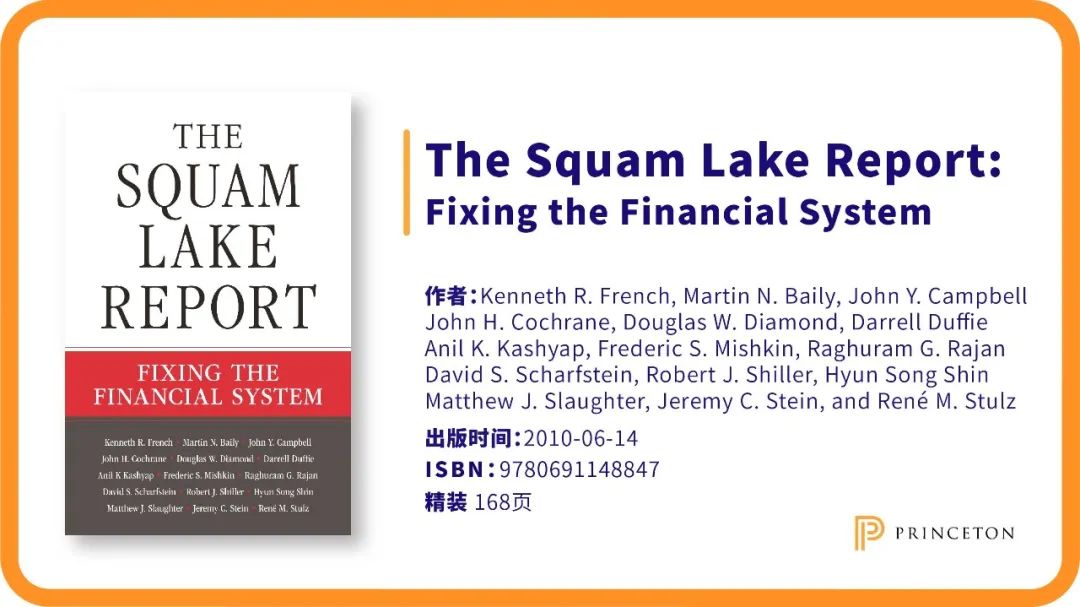 THE
SQUAM
LAKE
REPORT
FIXING THE
FINANCIAL SYSTEM
Kenneth R. French • Martin N. Baily • John Y. Campbell
John H. Cochrane • Douglas W. Diamond • Darrell Duffie
Anil K Kashyap • Frederic S. Mishkin • Raghuram G. Rajan
David S. Scharfstein • Robert J. Shiller • Hyun Song Shin
Matthew J. Slaughter • Jeremy C. Stein • René M. Stulz
The Squam Lake Report:
Fixing the Financial System
作者：Kenneth R. French, Martin N. Baily, John Y. Campbell
John H. Cochrane, Douglas W. Diamond, Darrell Duffie
Anil K. Kashyap, Frederic S. Mishkin, Raghuram G. Rajan
David S. Scharfstein, Robert J. Shiller, Hyun Song Shin
Matthew J. Slaughter, Jeremy C. Stein, and René M. Stulz
出版时间：2010-06-14
ISBN：9780691148847
精装 168页
PRINCETON